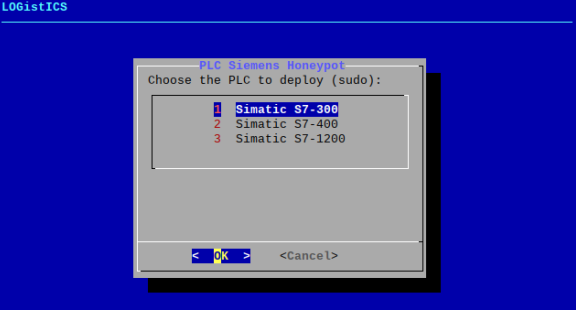 LOGistICS
PLC Siemens Honeypot
Choose the PLC to deploy (sudo):
1 Simatic S7-300
2 Simatic S7-400
3 Simatic S7-1200
< OK > <Cancel>